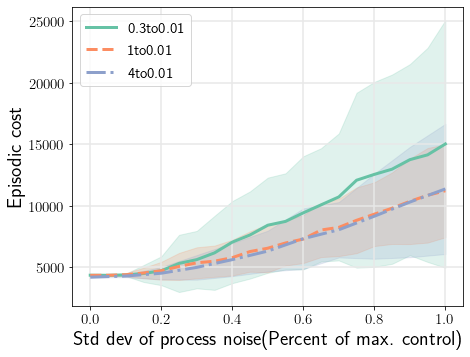 25000
20000
15000
10000
5000
Episodic cost
0.3to0.01
1to0.01
4to0.01
0.0 0.2 0.4 0.6 0.8 1.0
Std dev of process noise(Percent of max. control)